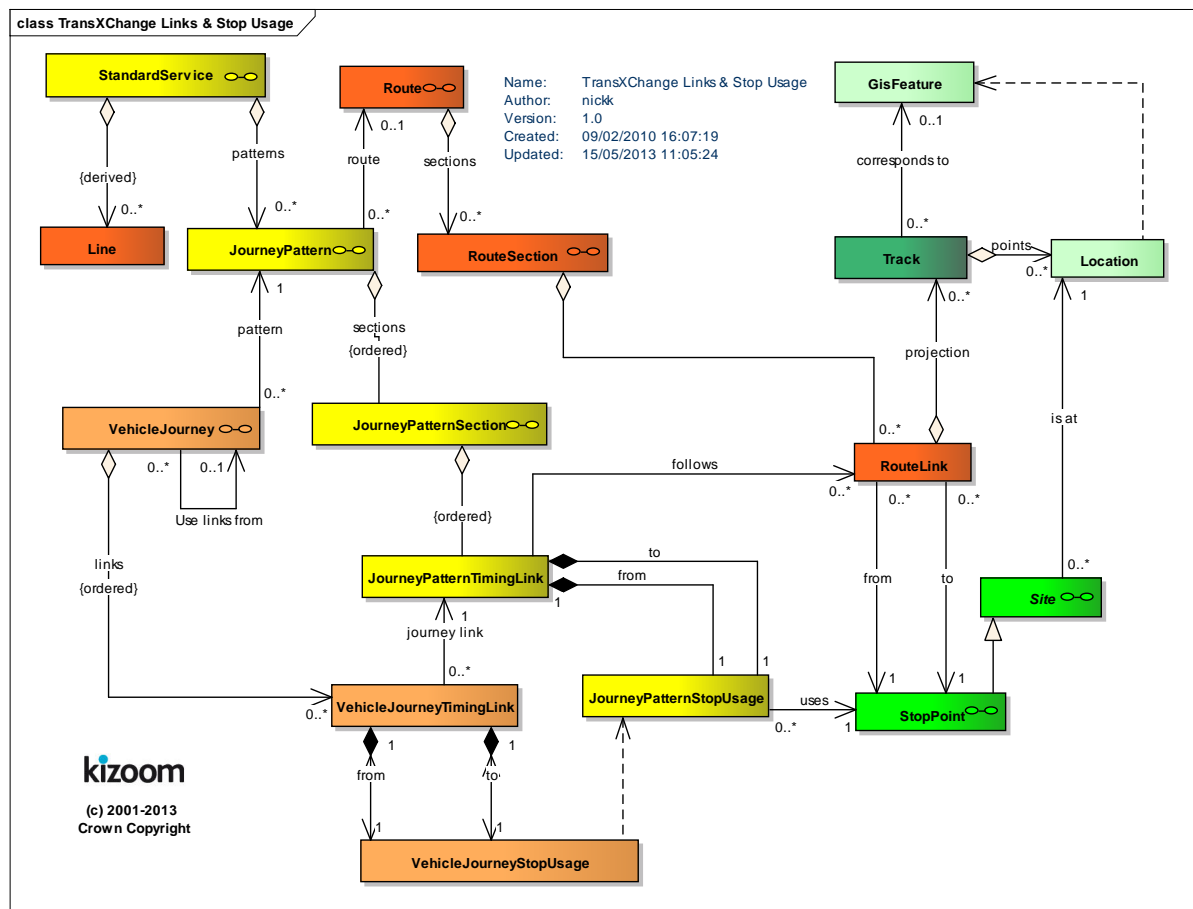 class TransXChange Links & Stop Usage
StandardService
Route
Name: TransXChange Links & Stop Usage
Author: nickk
Version: 1.0
Created: 09/02/2010 16:07:19
Updated: 15/05/2013 11:05:24
GisFeature
0..1
0..1
patterns
route
sections
corresponds to
{derived}
0..*
0..*
0..*
0..*
0..*
Line
JourneyPattern
RouteSection
Track
points
0..*
Location
1
0..*
1
pattern
sections
{ordered}
projection
0..*
is at
VehicleJourney
JourneyPatternSection
0..*
0..1
Use links from
follows
0..*
0..*
RouteLink
0..*
0..*
{ordered}
links
{ordered}
to
from
JourneyPatternTimingLink
1
from
to
0..*
Site
1
journey link
0..*
1
1
1
1
0..*
VehicleJourneyTimingLink
JourneyPatternStopUsage
uses
0..*
1
StopPoint
1
1
from
to
kizoom
(c) 2001-2013
Crown Copyright
1
1
VehicleJourneyStopUsage